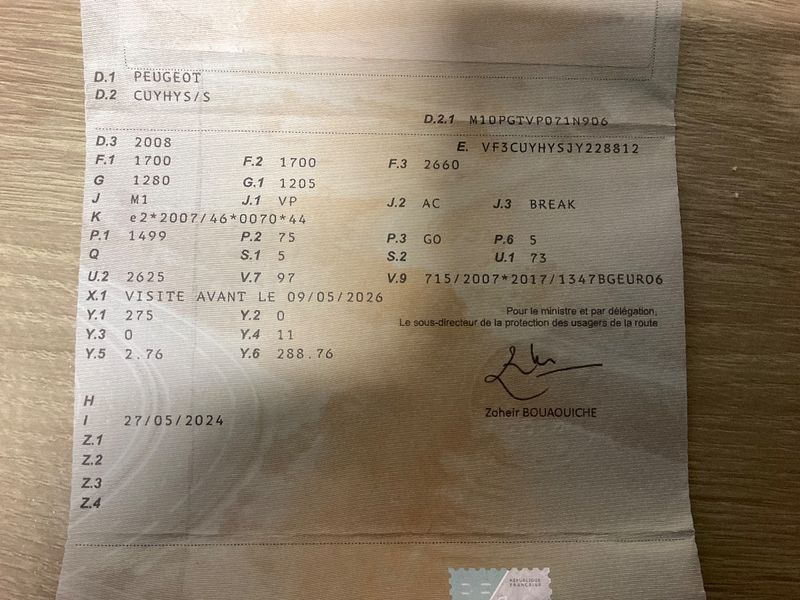 D.1 PEUGEOT
D.2 CUYHYS/S
D.2.1 M10PGTVP071N906
D.3 2008
E. VF3CUYHYSJY228812
F.1 1700 F.2 1700 F.3 2660
G 1280 G.1 1205
J M1 J.1 VP J.2 AC J.3 BREAK
K e2*2007/46*0070*44
P.1 1499 P.2 75 P.3 GO P.6 5
Q S.1 5 S.2 U.1 73
U.2 2625 V.7 97 V.9 715/2007*2017/1347BGEURO6
X.1 VISITE AVANT LE 09/05/2026
Y.1 275 Y.2 0
Pour le ministre et par délégation,
Le sous-directeur de la protection des usagers de la route
Y.3 0 Y.4 11
Y.5 2.76 Y.6 288.76
Zoheir BOUAOUICHE
H
I 27/05/2024
Z.1
Z.2
Z.3
Z.4
RÉPUBLIQUE
FRANÇAISE